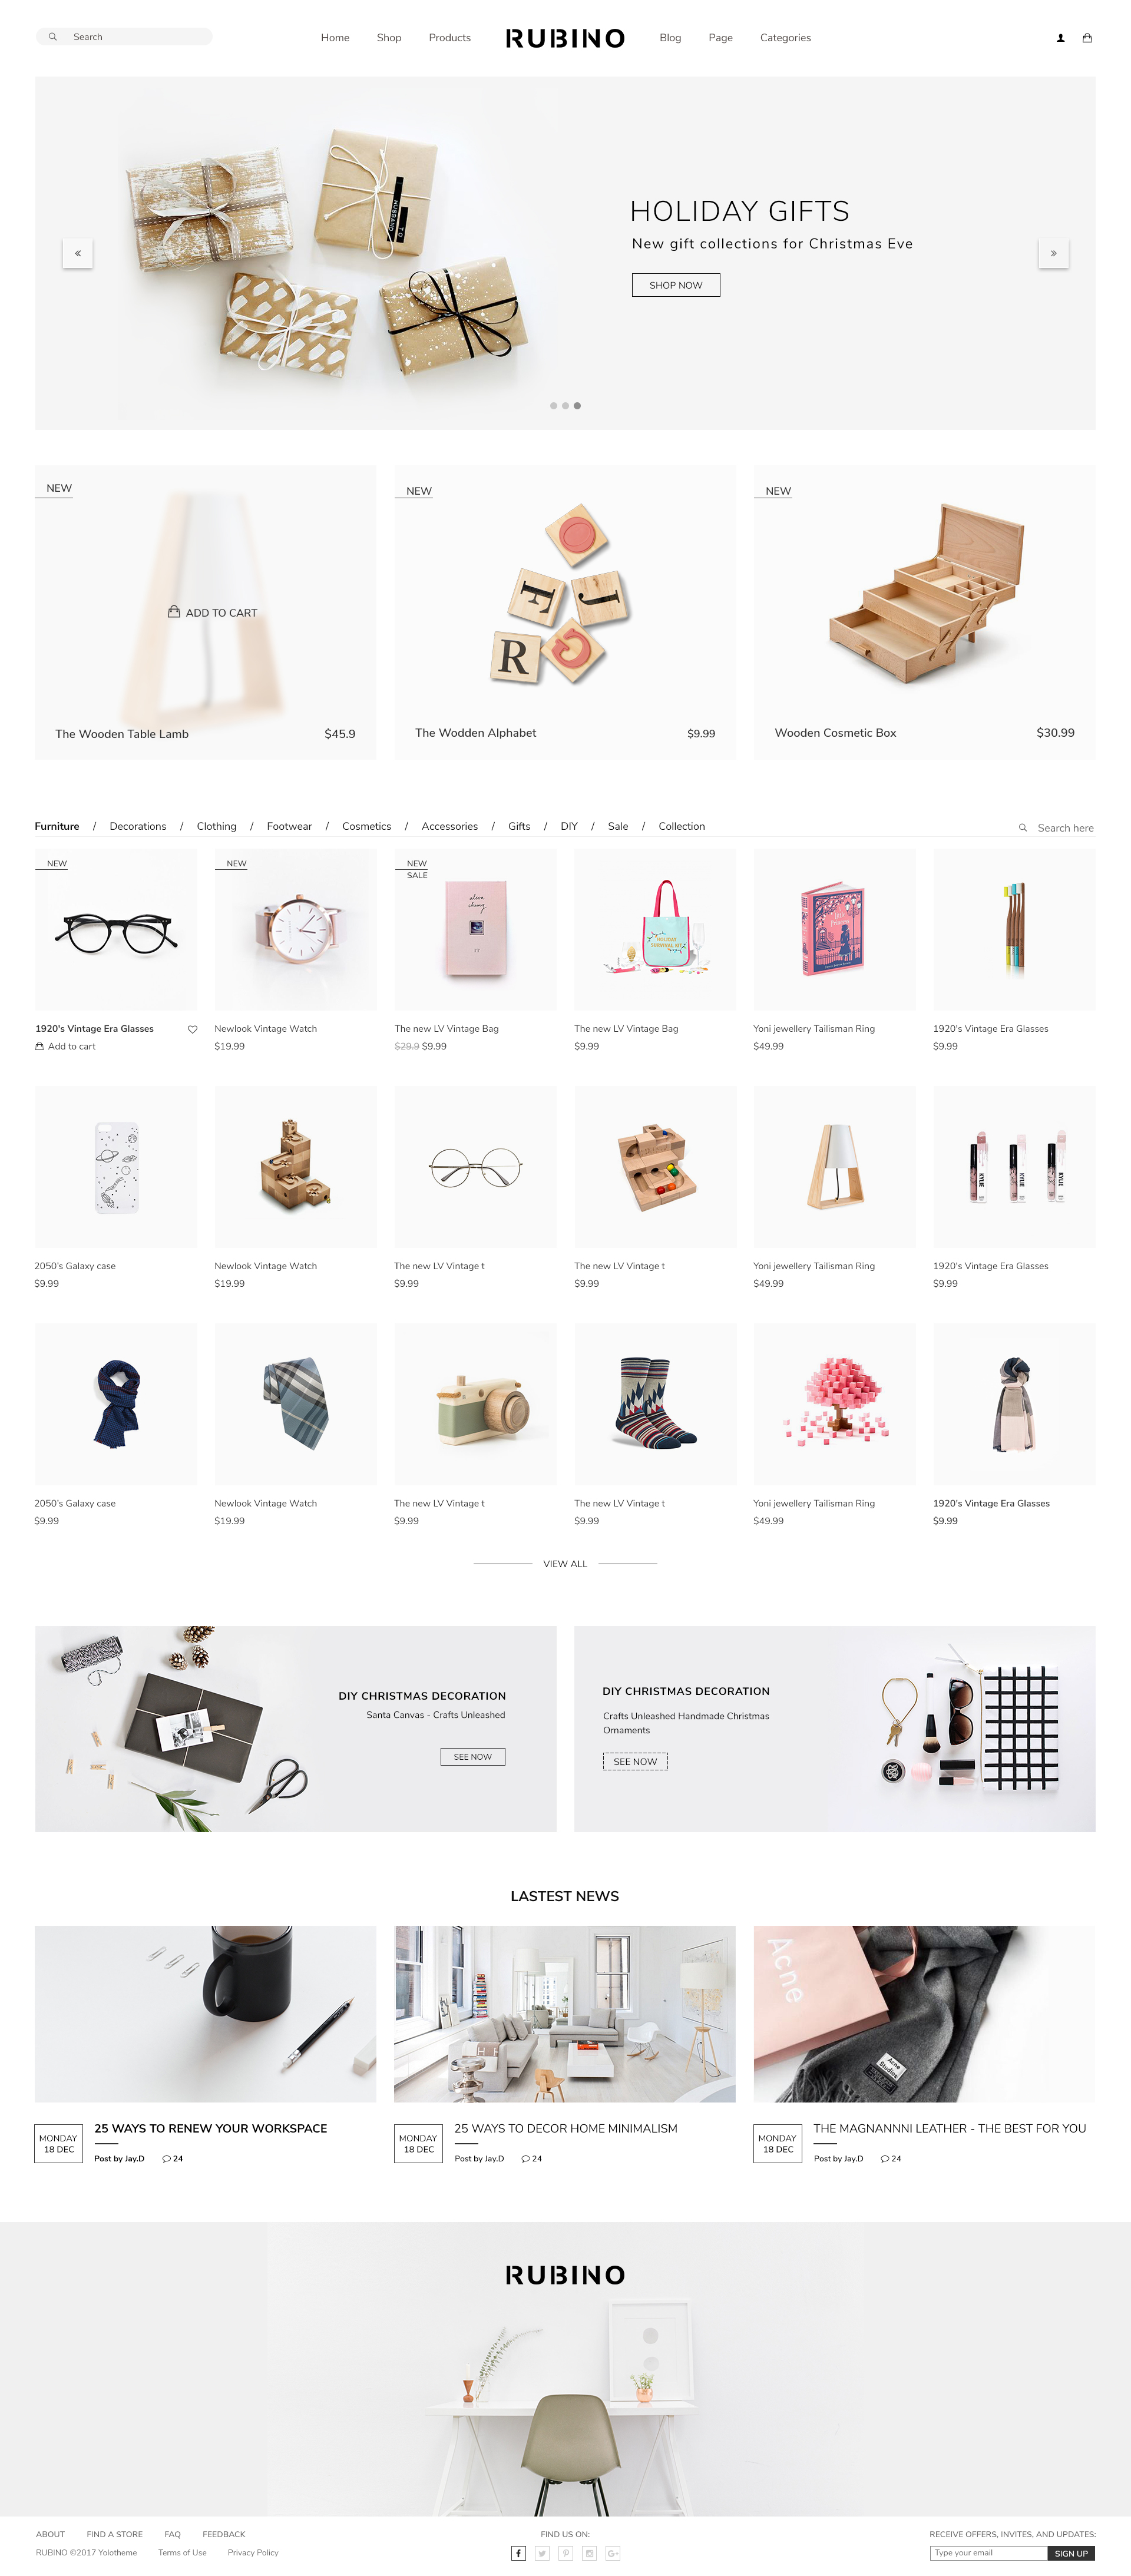 Search
Home Shop Products RUBINO Blog Page Categories
TO HUSBAND
HOLIDAY GIFTS
New gift collections for Christmas Eve
«
»
SHOP NOW
NEW
NEW
NEW
ADD TO CART
R
The Wooden Table Lamb $45.9
The Wodden Alphabet $9.99
Wooden Cosmetic Box $30.99
Furniture / Decorations / Clothing / Footwear / Cosmetics / Accessories / Gifts / DIY / Sale / Collection
Search here
NEW
NEW
NEW
SALE
IT
HOLIDAY
SURVIVAL KIT
1920's Vintage Era Glasses
Add to cart
Newlook Vintage Watch
$19.99
The new LV Vintage Bag
$29.9 $9.99
The new LV Vintage Bag
$9.99
Yoni jewellery Tailisman Ring
$49.99
1920's Vintage Era Glasses
$9.99
KYLIE
KYLIE
KYLIE
2050's Galaxy case
$9.99
Newlook Vintage Watch
$19.99
The new LV Vintage t
$9.99
The new LV Vintage t
$9.99
Yoni jewellery Tailisman Ring
$49.99
1920's Vintage Era Glasses
$9.99
2050's Galaxy case
$9.99
Newlook Vintage Watch
$19.99
The new LV Vintage t
$9.99
The new LV Vintage t
$9.99
Yoni jewellery Tailisman Ring
$49.99
1920's Vintage Era Glasses
$9.99
VIEW ALL
DIY CHRISTMAS DECORATION
Santa Canvas - Crafts Unleashed
SEE NOW
DIY CHRISTMAS DECORATION
Crafts Unleashed Handmade Christmas
Ornaments
SEE NOW
LASTEST NEWS
H H
Acne
Acne
Studios
MONDAY
18 DEC
25 WAYS TO RENEW YOUR WORKSPACE
Post by Jay.D 24
MONDAY
18 DEC
25 WAYS TO DECOR HOME MINIMALISM
Post by Jay.D 24
MONDAY
18 DEC
THE MAGNANNNI LEATHER - THE BEST FOR YOU
Post by Jay.D 24
RUBINO
ABOUT FIND A STORE FAQ FEEDBACK
RUBINO ©2017 Yolotheme Terms of Use Privacy Policy
FIND US ON:
RECEIVE OFFERS, INVITES, AND UPDATES:
Type your email SIGN UP